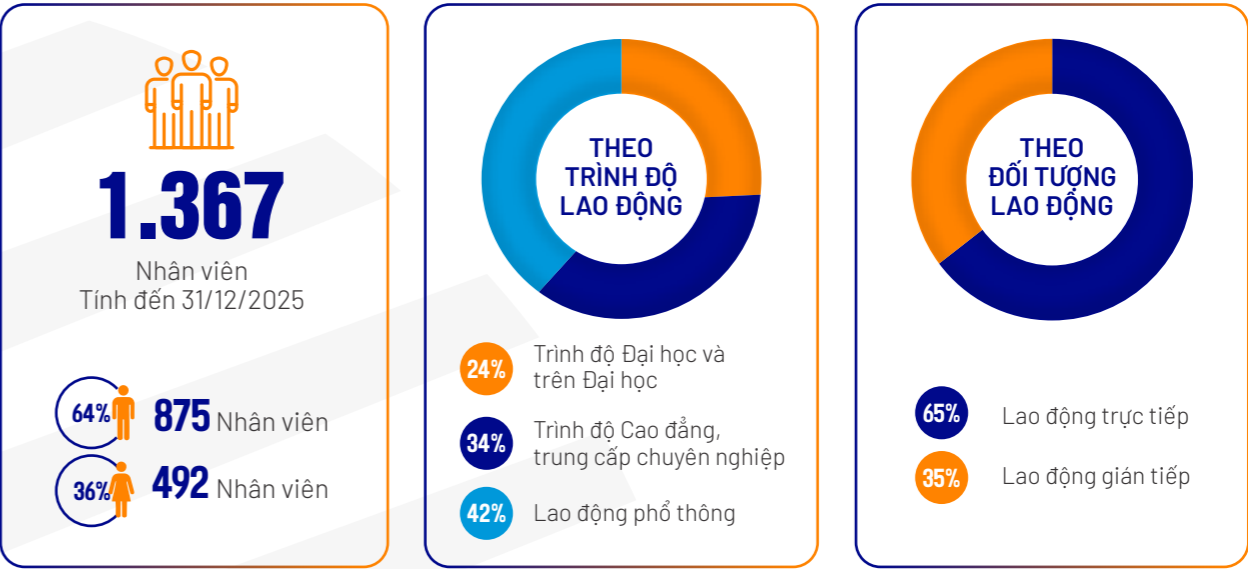 1.367
Nhân viên
Tính đến 31/12/2025
64%
875 Nhân viên
36%
492 Nhân viên
THEO
TRÌNH ĐỘ
LAO ĐỘNG
24%
Trình độ Đại học và
trên Đại học
34%
Trình độ Cao đẳng,
trung cấp chuyên nghiệp
42%
Lao động phổ thông
THEO
ĐỐI TƯỢNG
LAO ĐỘNG
65%
Lao động trực tiếp
35%
Lao động gián tiếp